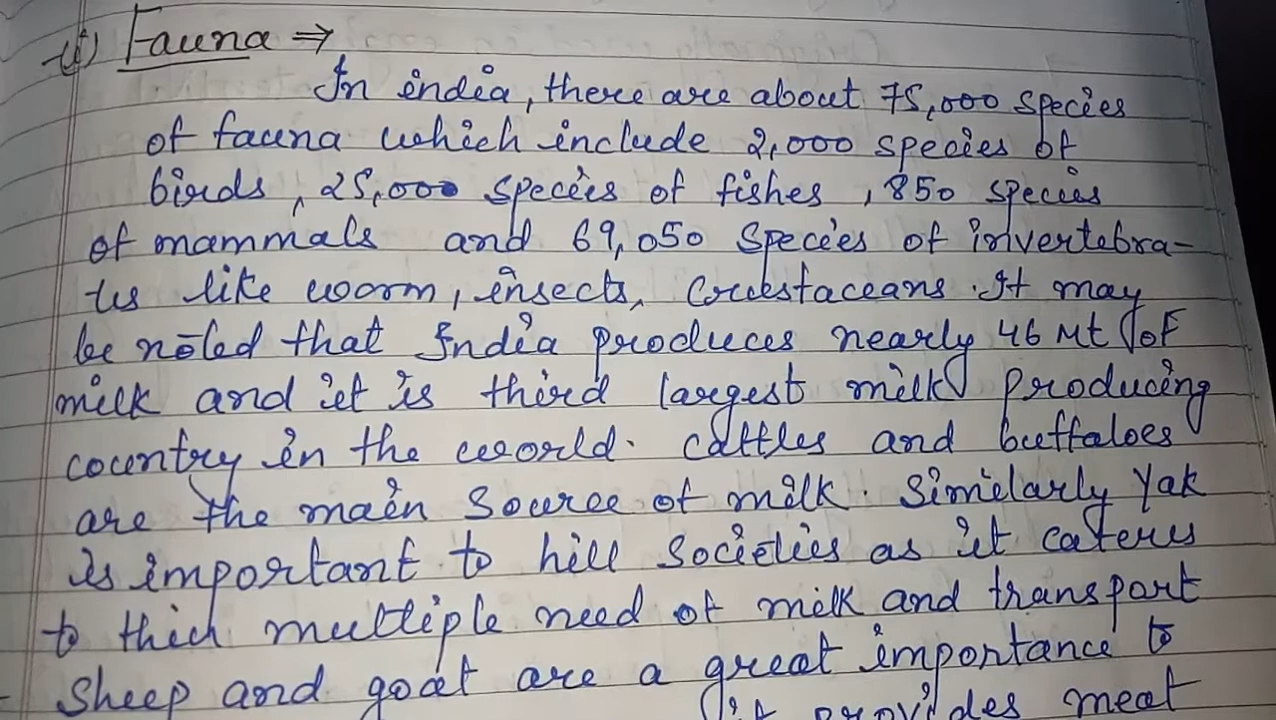 Fauna ⇒
In india, there are about 75,000 species
of fauna which include 2,000 species of
birds, 25,000 species of fishes, 850 species
of mammals and 69,050 species of invertebra-
tes like worm, insects, Crustaceans. It may
be noted that India produces nearly 46 Mt of
milk and it is third largest milk producing
country in the world. cattles and buffaloes
are the main source of milk. Similarly Yak
is important to hill societies as it caters
to multiple need of milk and transport
Sheep and goat are a great importance to
it provides meat